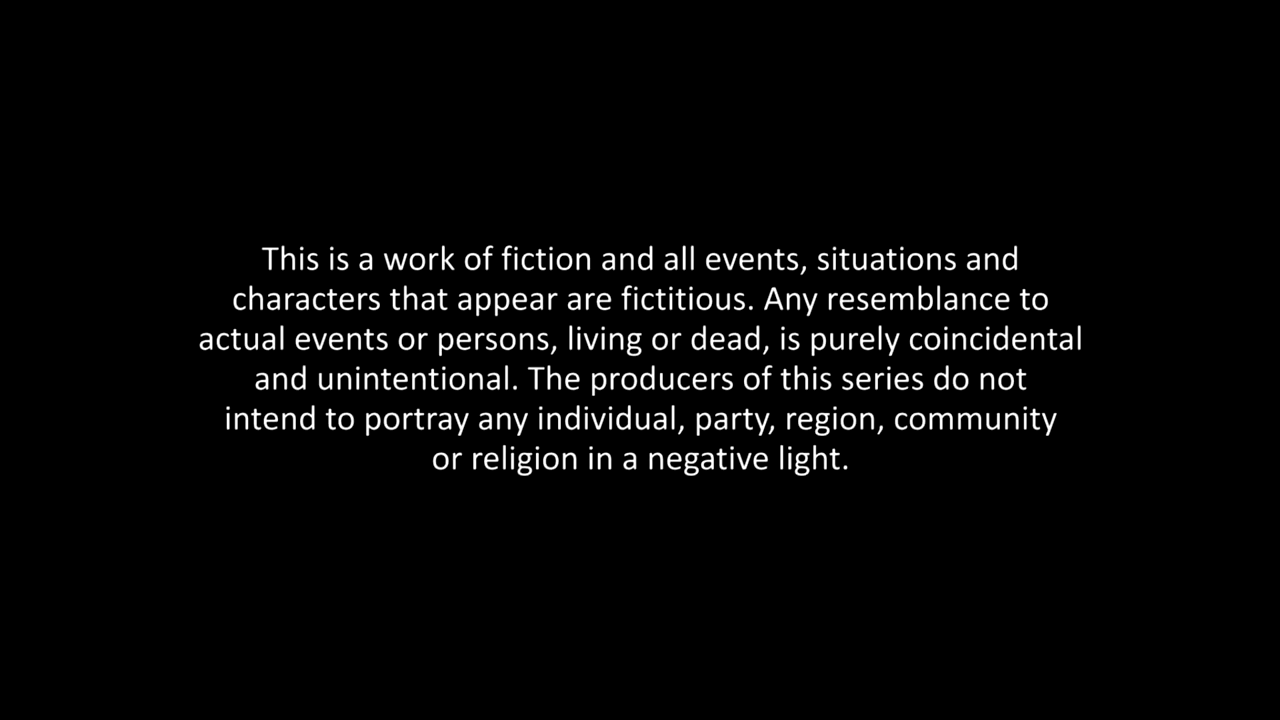 This is a work of fiction and all events, situations and
characters that appear are fictitious. Any resemblance to
actual events or persons, living or dead, is purely coincidental
and unintentional. The producers of this series do not
intend to portray any individual, party, region, community
or religion in a negative light.